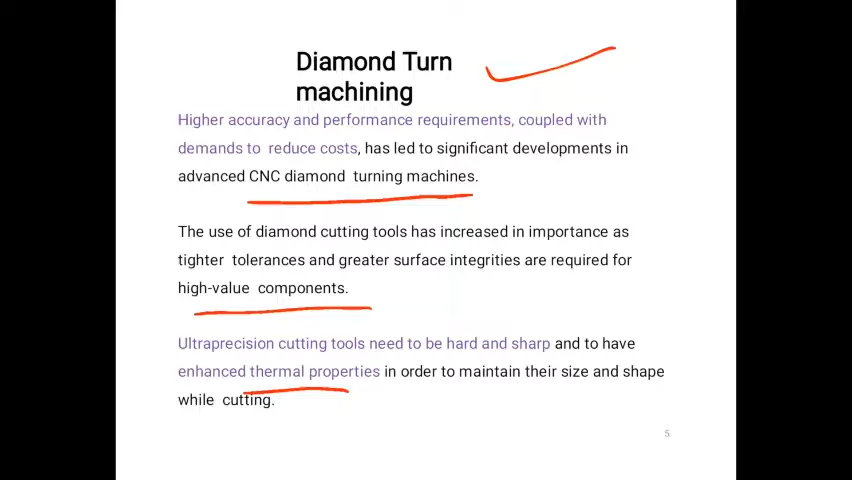 Diamond Turn
machining
Higher accuracy and performance requirements, coupled with
demands to reduce costs, has led to significant developments in
advanced CNC diamond turning machines.
The use of diamond cutting tools has increased in importance as
tighter tolerances and greater surface integrities are required for
high-value components.
Ultraprecision cutting tools need to be hard and sharp and to have
enhanced thermal properties in order to maintain their size and shape
while cutting.
5